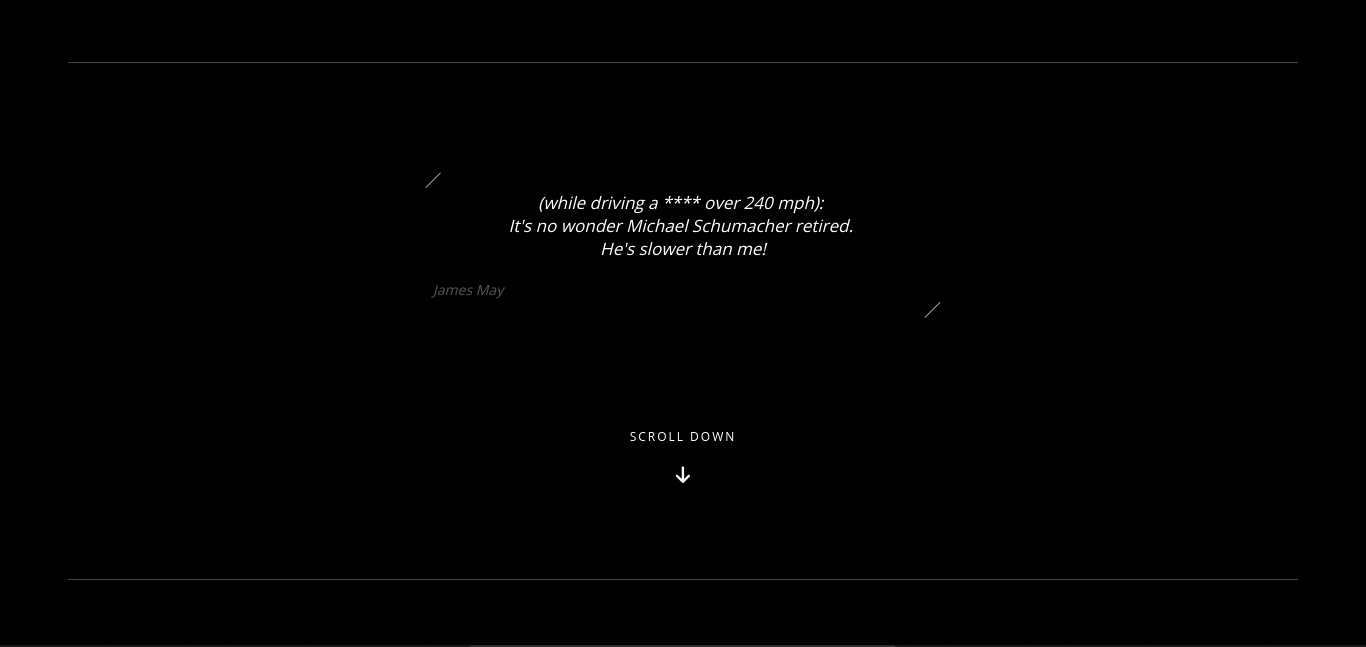 (while driving a **** over 240 mph):
It's no wonder Michael Schumacher retired.
He's slower than me!
James May
SCROLL DOWN